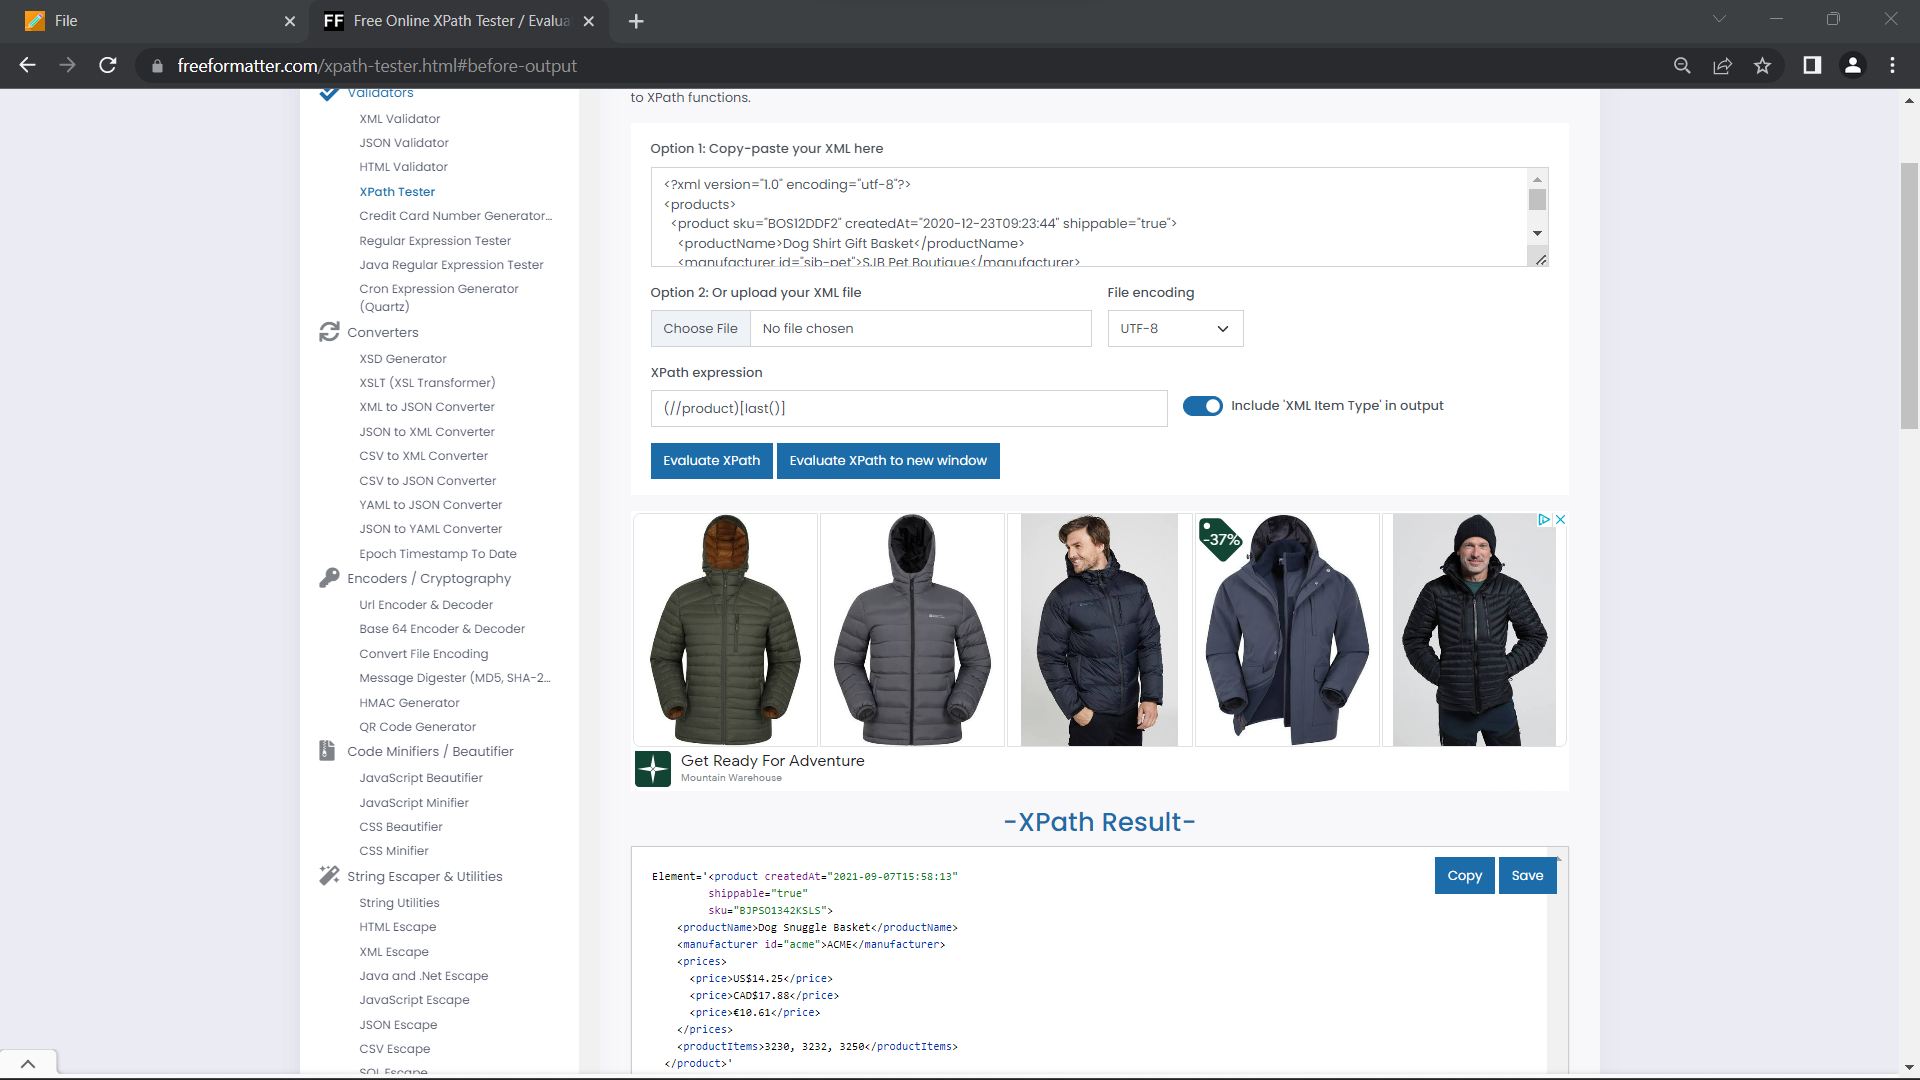 File
FF Free Online XPath Tester / Evalua
freeformatter.com/xpath-tester.html#before-output
Validators
XML Validator
JSON Validator
HTML Validator
XPath Tester
Credit Card Number Generator...
Regular Expression Tester
Java Regular Expression Tester
Cron Expression Generator
(Quartz)
Converters
XSD Generator
XSLT (XSL Transformer)
XML to JSON Converter
JSON to XML Converter
CSV to XML Converter
CSV to JSON Converter
YAML to JSON Converter
JSON to YAML Converter
Epoch Timestamp To Date
Encoders / Cryptography
Url Encoder & Decoder
Base 64 Encoder & Decoder
Convert File Encoding
Message Digester (MD5, SHA-2...
HMAC Generator
QR Code Generator
Code Minifiers / Beautifier
JavaScript Beautifier
JavaScript Minifier
CSS Beautifier
CSS Minifier
String Escaper & Utilities
String Utilities
HTML Escape
XML Escape
Java and .Net Escape
JavaScript Escape
JSON Escape
CSV Escape
SQL Escape
to XPath functions.
Option 1: Copy-paste your XML here
<?xml version="1.0" encoding="utf-8"?>
<products>
<product sku="BOS12DDF2" createdAt="2020-12-23T09:23:44" shippable="true">
<productName>Dog Shirt Gift Basket</productName>
<manufacturer id="sjb-pet">SJB Pet Boutique</manufacturer>
Option 2: Or upload your XML file
File encoding
Choose File No file chosen
UTF-8
XPath expression
(//product)[last()]
Include 'XML Item Type' in output
Evaluate XPath
Evaluate XPath to new window
-37%
Get Ready For Adventure
Mountain Warehouse
-XPath Result-
Copy
Save
Element='<product createdAt="2021-09-07T15:58:13"
shippable="true"
sku="BJPSO1342KSLS">
<productName>Dog Snuggle Basket</productName>
<manufacturer id="acme">ACME</manufacturer>
<prices>
<price>US$14.25</price>
<price>CAD$17.88</price>
<price>€10.61</price>
</prices>
<productItems>3230, 3232, 3250</productItems>
</product>'